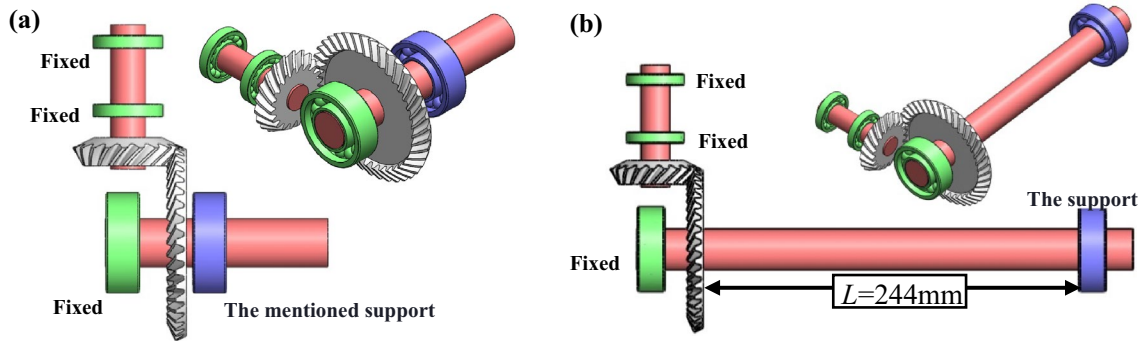 (a)
Fixed
Fixed
Fixed
The mentioned support
(b)
Fixed
Fixed
The support
Fixed
L=244mm